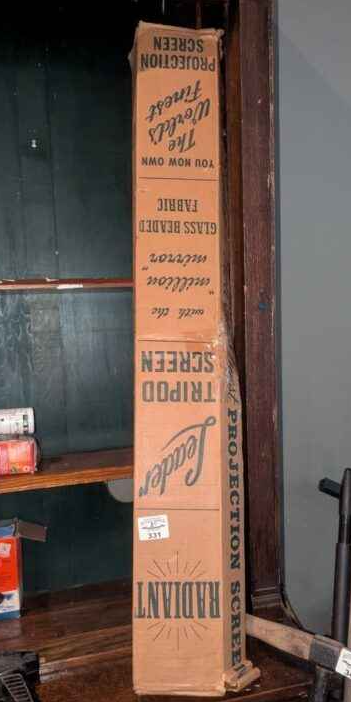 RADIANT
Leader
TRIPOD
SCREEN
with the
"million
mirror"
GLASS BEADED
FABRIC
YOU NOW OWN
The
World's
Finest
PROJECTION
SCREEN
331
PROJECTION SCREE